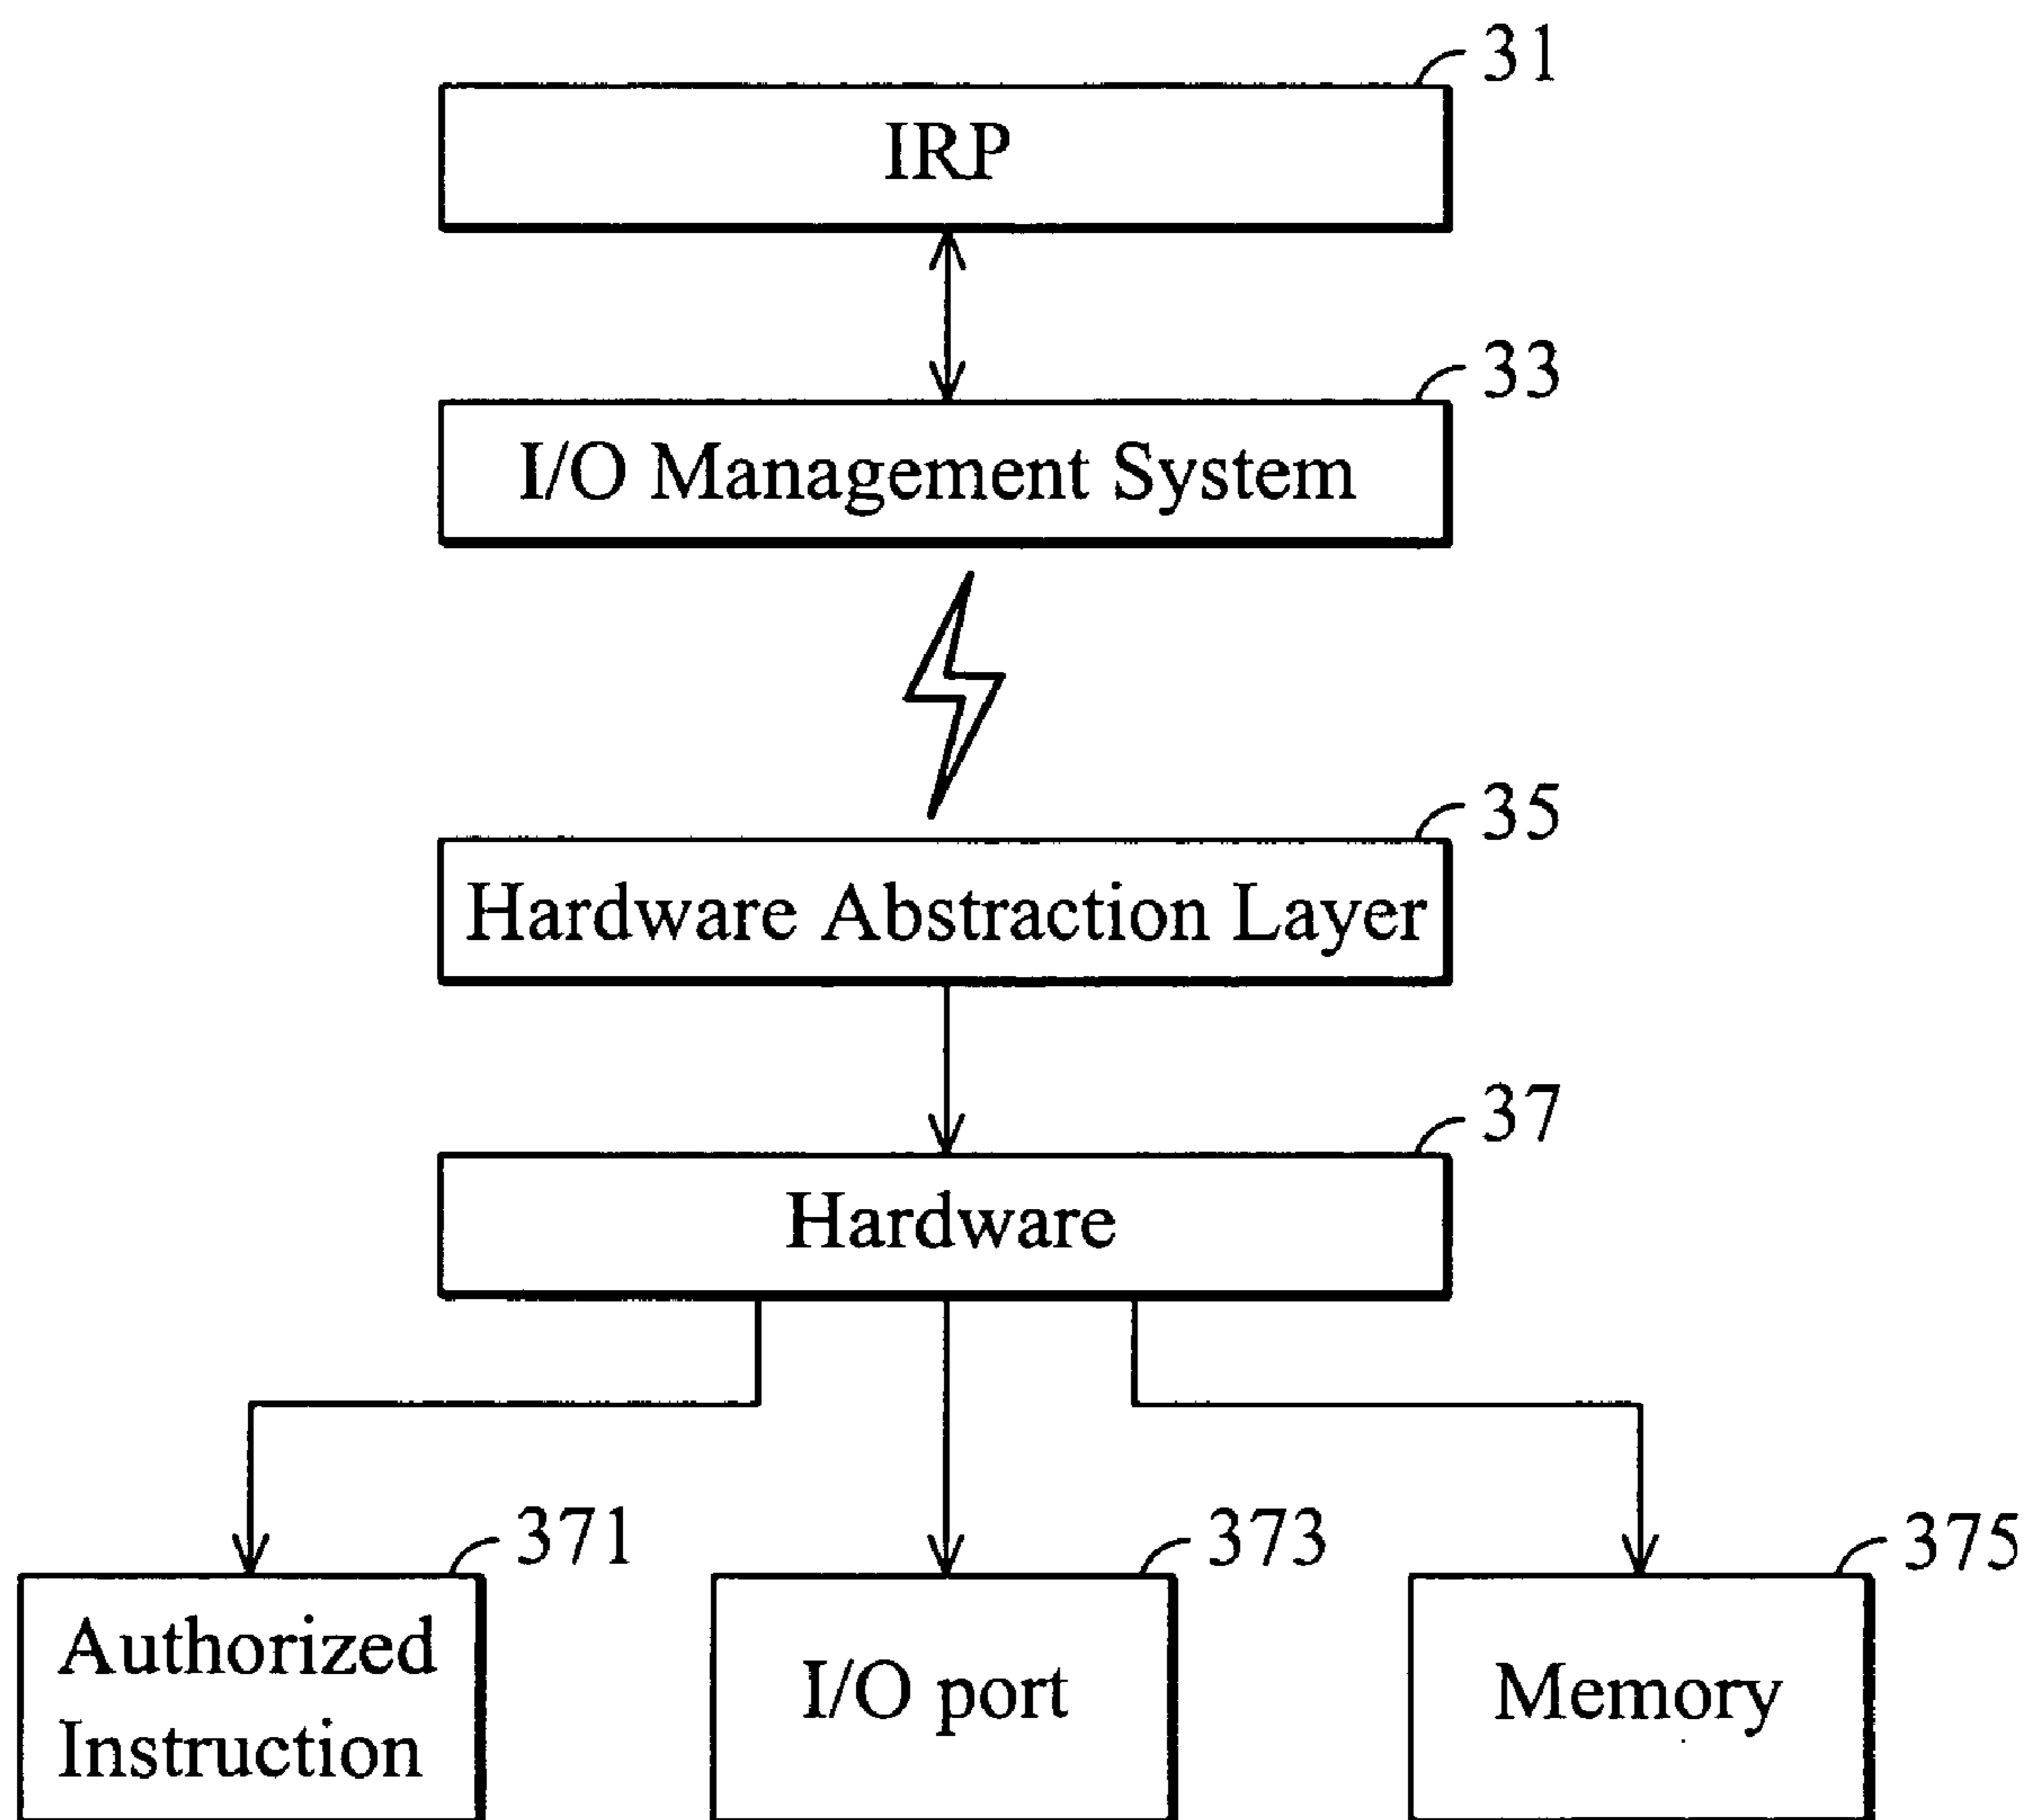 31
IRP
33
I/O Management System
35
Hardware Abstraction Layer
37
Hardware
371
373
375
Authorized
Instruction
I/O port
Memory